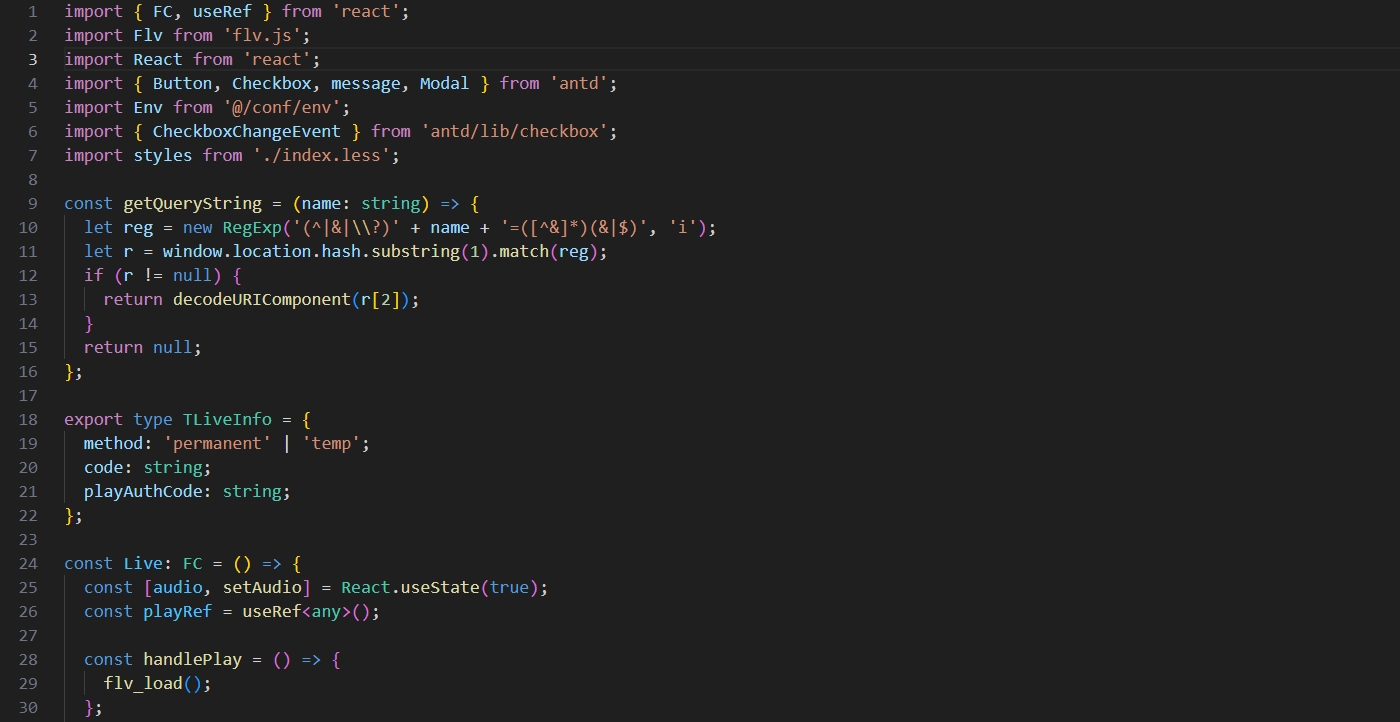 1 import { FC, useRef } from 'react';
2 import Flv from 'flv.js';
3 import React from 'react';
4 import { Button, Checkbox, message, Modal } from 'antd';
5 import Env from '@/conf/env';
6 import { CheckboxChangeEvent } from 'antd/lib/checkbox';
7 import styles from './index.less';
8
9 const getQueryString = (name: string) => {
10   let reg = new RegExp('(^|&|\\?)' + name + '=([^&]*)(&|$)', 'i');
11   let r = window.location.hash.substring(1).match(reg);
12   if (r != null) {
13     return decodeURIComponent(r[2]);
14   }
15   return null;
16 };
17
18 export type TLiveInfo = {
19   method: 'permanent' | 'temp';
20   code: string;
21   playAuthCode: string;
22 };
23
24 const Live: FC = () => {
25   const [audio, setAudio] = React.useState(true);
26   const playRef = useRef<any>();
27
28   const handlePlay = () => {
29     flv_load();
30   };